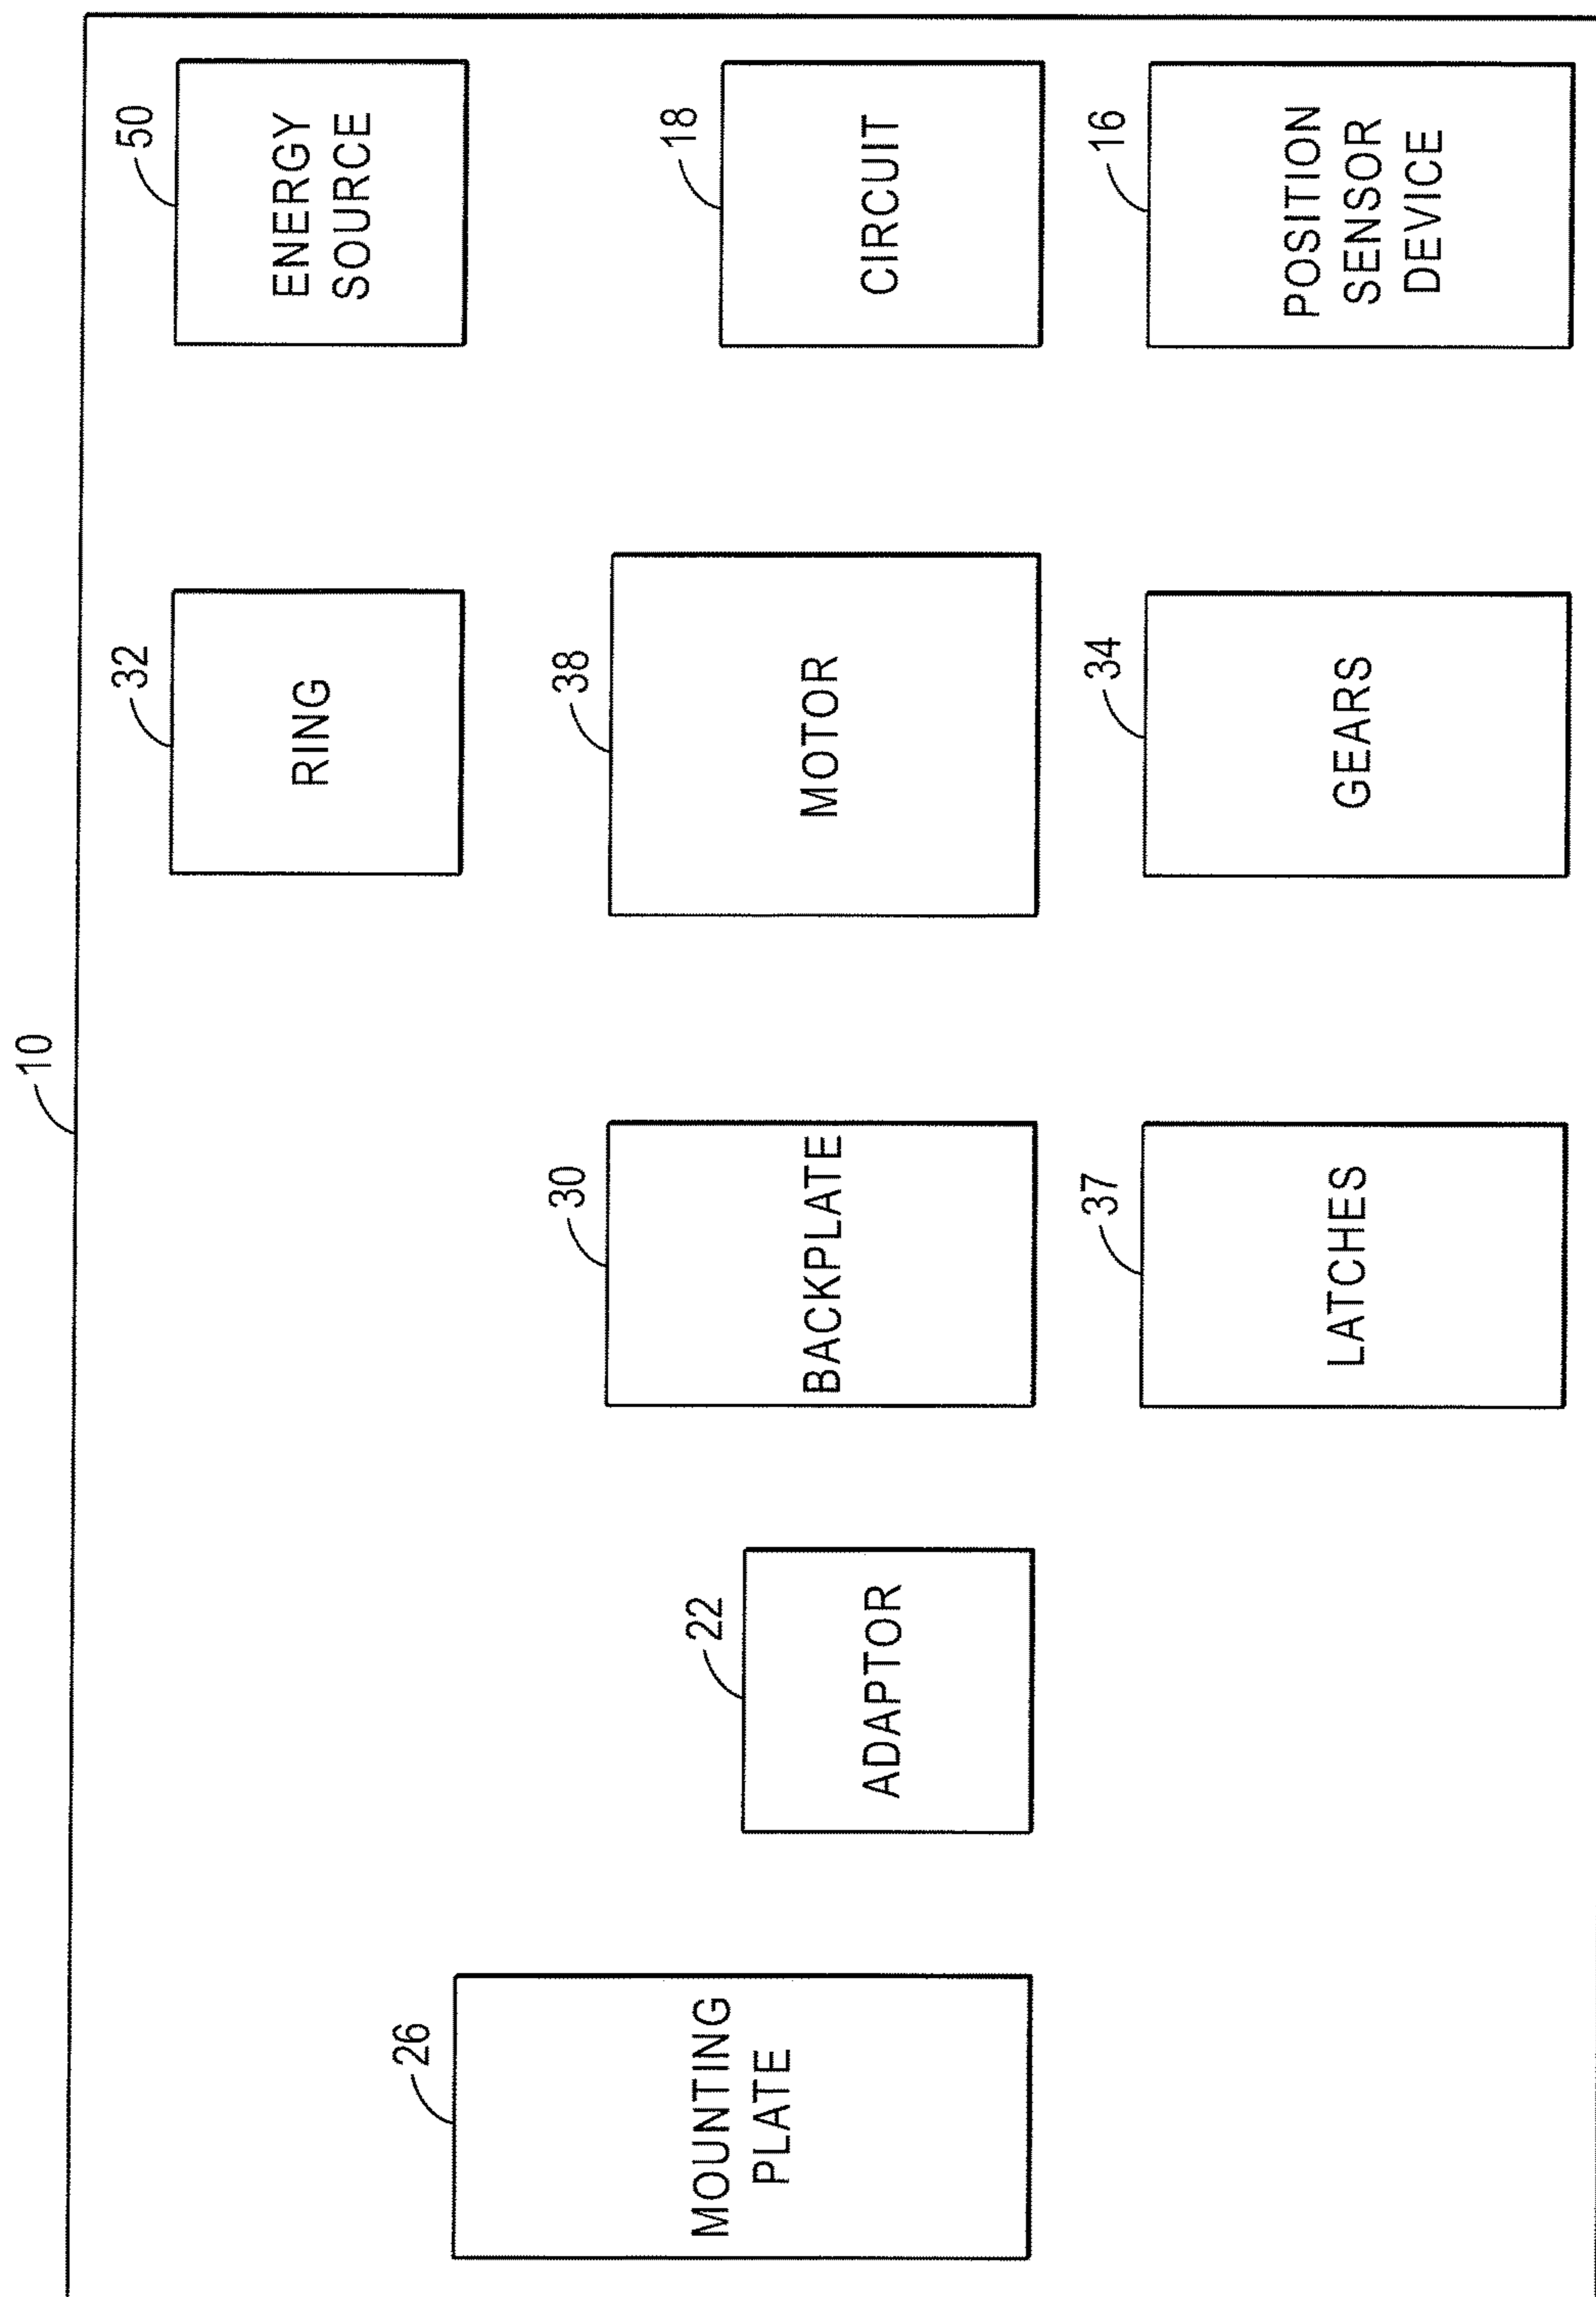 10
32
RING
50
ENERGY
SOURCE
26
MOUNTING
PLATE
22
ADAPTOR
30
BACKPLATE
38
MOTOR
18
CIRCUIT
37
LATCHES
34
GEARS
16
POSITION
SENSOR
DEVICE